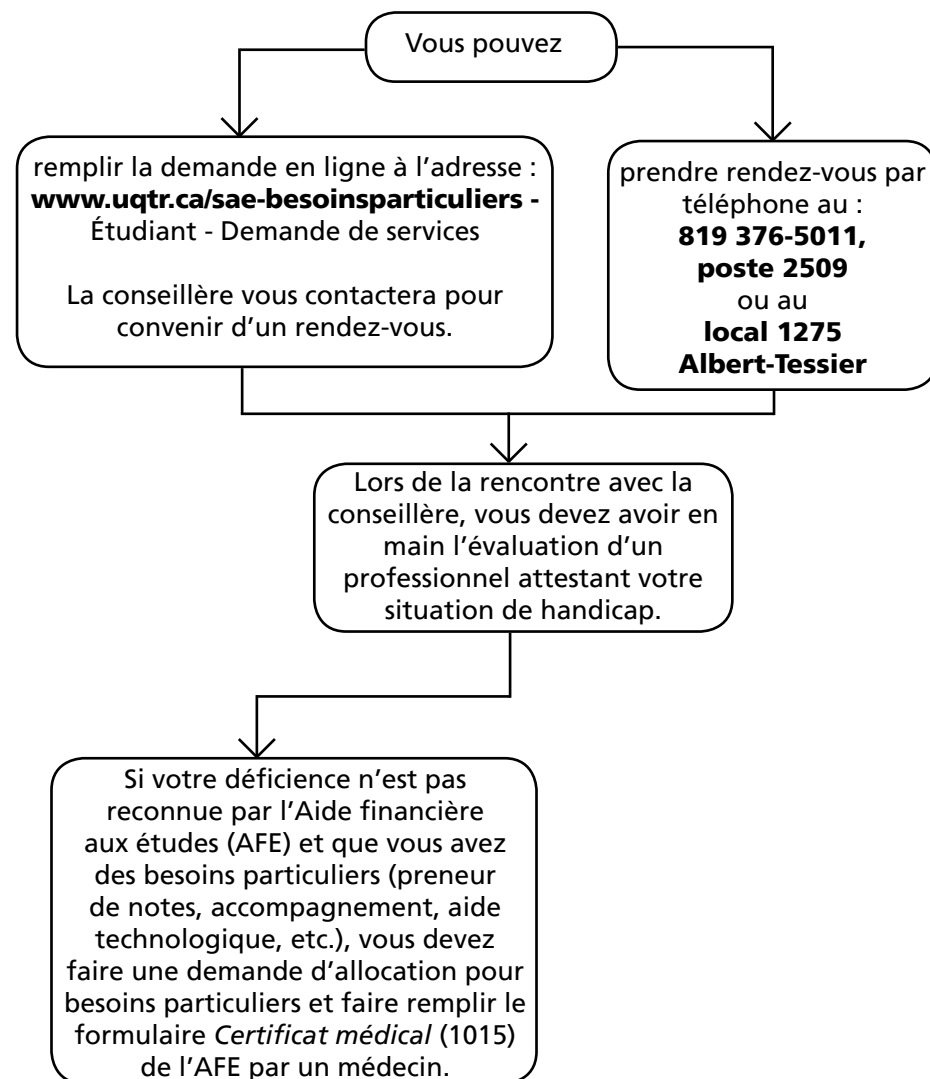 Vous pouvez
remplir la demande en ligne à l'adresse :
www.uqtr.ca/sae-besoinsparticuliers -
Étudiant - Demande de services
La conseillère vous contactera pour
convenir d'un rendez-vous.
prendre rendez-vous par
téléphone au :
819 376-5011,
poste 2509
ou au
local 1275
Albert-Tessier
Lors de la rencontre avec la
conseillère, vous devez avoir en
main l'évaluation d'un
professionnel attestant votre
situation de handicap.
Si votre déficience n'est pas
reconnue par l'Aide financière
aux études (AFE) et que vous avez
des besoins particuliers (preneur
de notes, accompagnement, aide
technologique, etc.), vous devez
faire une demande d'allocation pour
besoins particuliers et faire remplir le
formulaire Certificat médical (1015)
de l'AFE par un médecin.